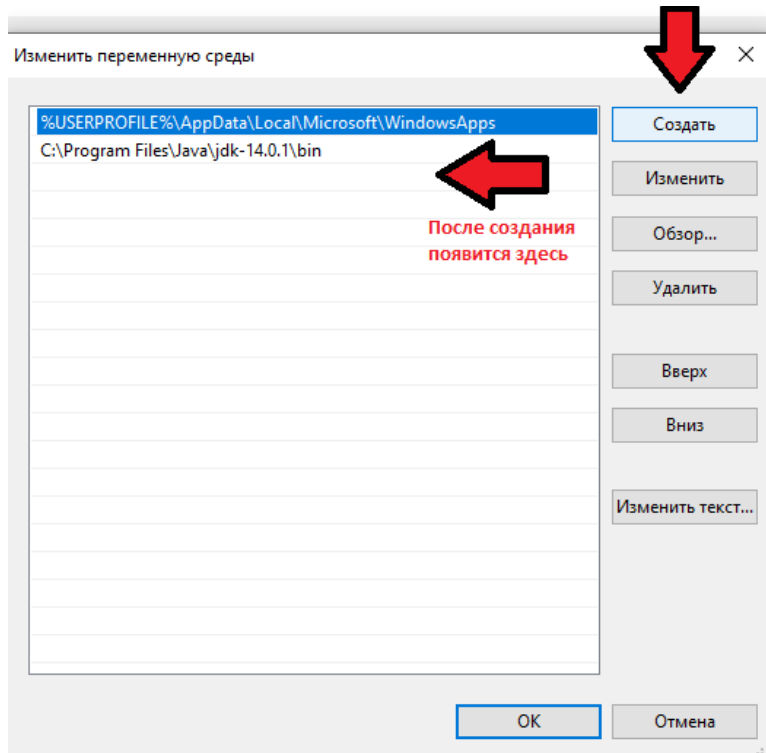 Изменить переменную среды
%USERPROFILE%\AppData\Local\Microsoft\WindowsApps
C:\Program Files\Java\jdk-14.0.1\bin
После создания
появится здесь
Создать
Изменить
Обзор...
Удалить
Вверх
Вниз
Изменить текст...
OK
Отмена